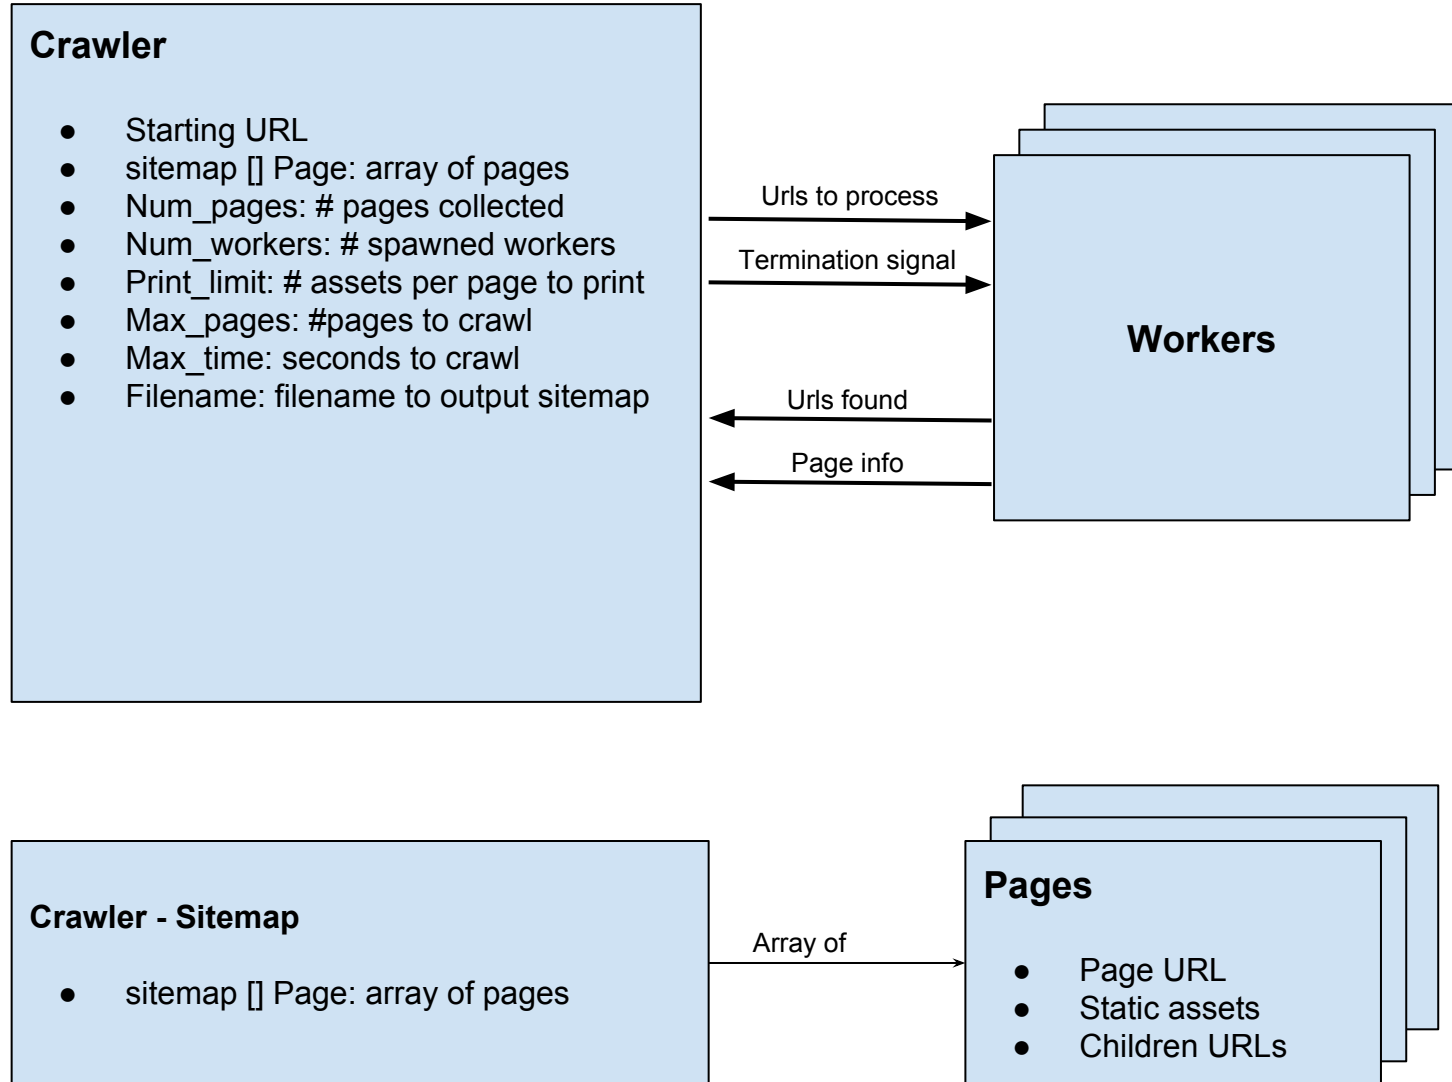 Crawler
● Starting URL
● sitemap [] Page: array of pages
● Num_pages: # pages collected
● Num_workers: # spawned workers
● Print_limit: # assets per page to print
● Max_pages: #pages to crawl
● Max_time: seconds to crawl
● Filename: filename to output sitemap
Urls to process
Termination signal
Urls found
Page info
Workers
Crawler - Sitemap
● sitemap [] Page: array of pages
Array of
Pages
● Page URL
● Static assets
● Children URLs